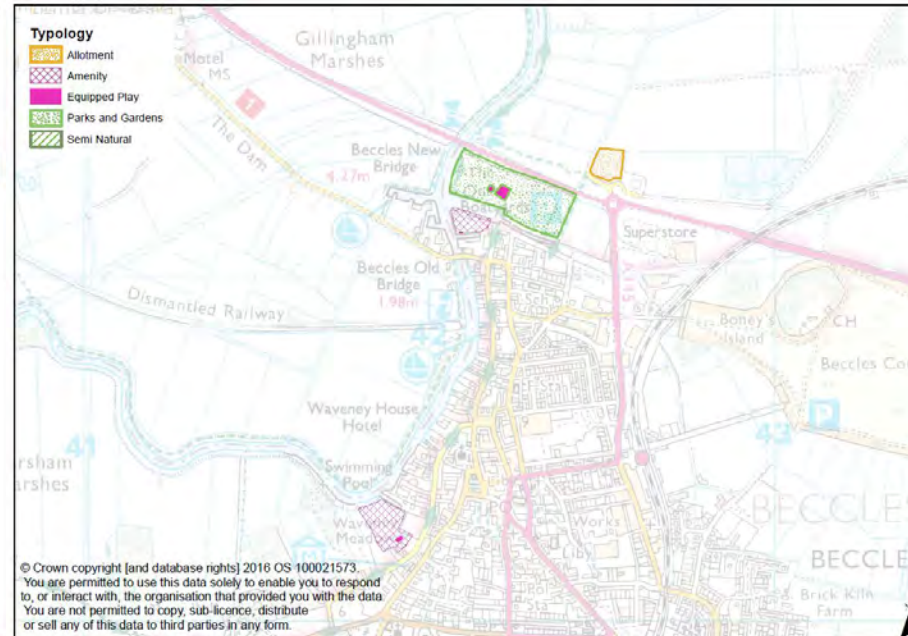 Typology
Allotment
Amenity
Equipped Play
Parks and Gardens
Semi Natural
Gillingham
Marshes
Motel
MS
1
The Dam
Beccles New
Bridge
4.27m
The
Superstore
A145
Beccles Old
Bridge
1.98m
Sch
Dismantled Railway
42
Boney's
Island
CH
Beccles Co
Waveney House
Hotel
41
43
Swimming
Pool
arshes
BECCLES
Works
Lib
BECCLE
Brick Kiln
Farm
6
© Crown copyright [and database rights] 2016 OS 100021573.
You are permitted to use this data solely to enable you to respond
to, or interact with, the organisation that provided you with the data.
You are not permitted to copy, sub-licence, distribute
or sell any of this data to third parties in any form.